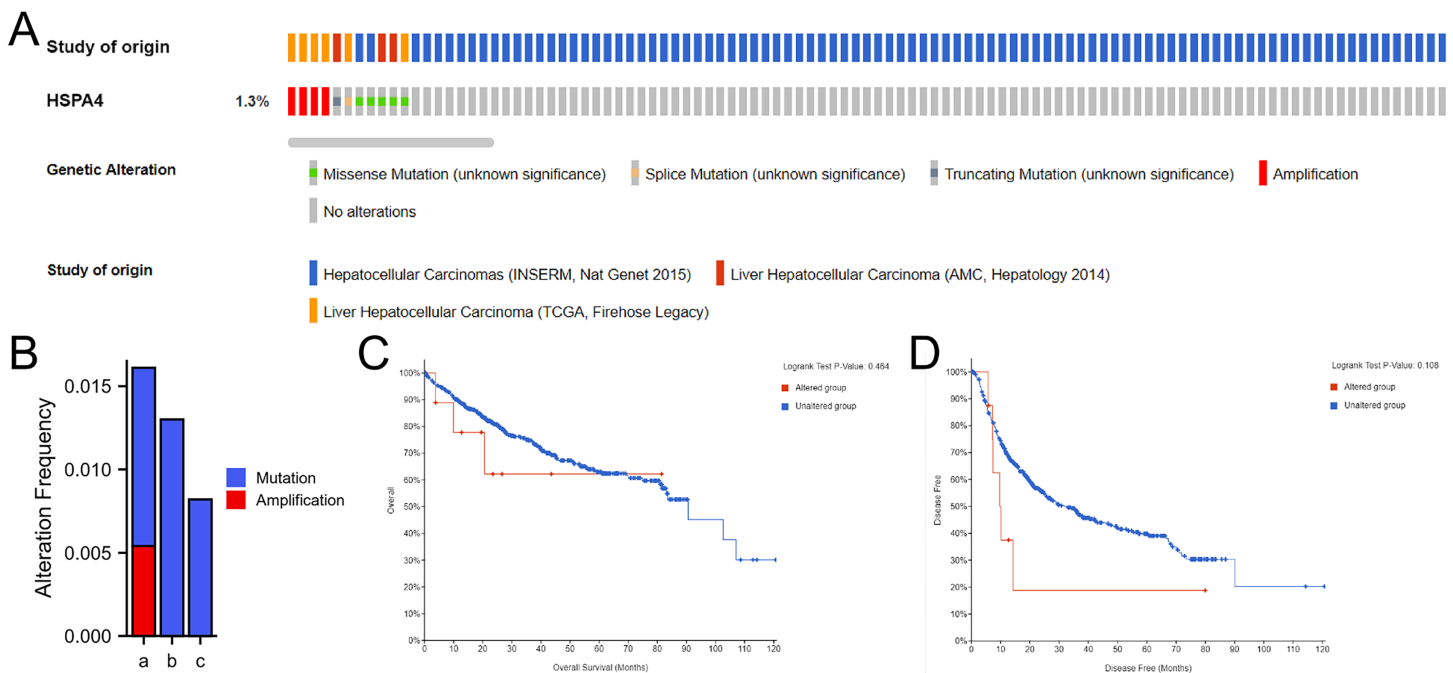 A
Study of origin
HSPA4 1.3%
Genetic Alteration
Missense Mutation (unknown significance) Splice Mutation (unknown significance) Truncating Mutation (unknown significance) Amplification
No alterations
Study of origin
Hepatocellular Carcinomas (INSERM, Nat Genet 2015) Liver Hepatocellular Carcinoma (AMC, Hepatology 2014)
Liver Hepatocellular Carcinoma (TCGA, Firehose Legacy)
B
Alteration Frequency
0.015
0.010
0.005
0.000
a b c
Mutation
Amplification
C
Logrank Test P-Value: 0.464
Altered group
Unaltered group
Overall
100%
90%
80%
70%
60%
50%
40%
30%
20%
10%
0%
0 10 20 30 40 50 60 70 80 90 100 110 120
Overall Survival (Months)
D
Logrank Test P-Value: 0.108
Altered group
Unaltered group
Disease Free
100%
90%
80%
70%
60%
50%
40%
30%
20%
10%
0%
0 10 20 30 40 50 60 70 80 90 100 110 120
Disease Free (Months)